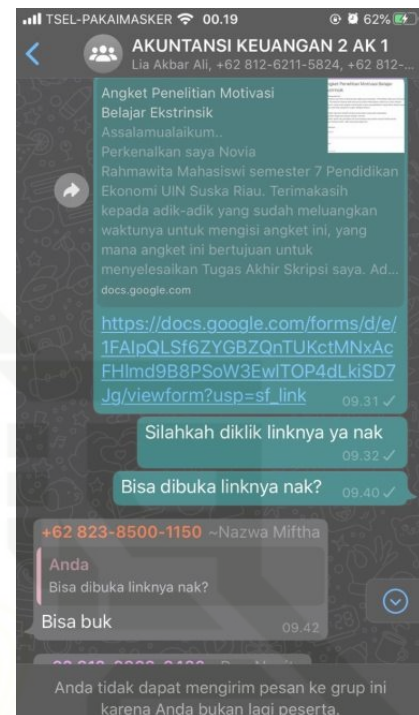 TSEL-PAKAIMASKER 00.19 62%
AKUNTANSI KEUANGAN 2 AK 1
Lia Akbar Ali, +62 812-6211-5824, +62 812-...
Angket Penelitian Motivasi
Belajar Ekstrinsik
Assalamualaikum..
Perkenalkan saya Novia
Rahmawita Mahasiswi semester 7 Pendidikan
Ekonomi UIN Suska Riau. Terimakasih
kepada adik-adik yang sudah meluangkan
waktunya untuk mengisi angket ini, yang
mana angket ini bertujuan untuk
menyelesaikan Tugas Akhir Skripsi saya. Ad...
docs.google.com
https://docs.google.com/forms/d/e/
1FAIpQLSf6ZYGBZQnTUKctMNxAc
FHlmd9B8PSoW3EwlTOP4dLkiSD7
Jg/viewform?usp=sf_link 09.31
Silahkah diklik linknya ya nak
09.32
Bisa dibuka linknya nak? 09.40
+62 823-8500-1150 ~Nazwa Miftha
Anda
Bisa dibuka linknya nak?
Bisa buk 09.42
Anda tidak dapat mengirim pesan ke grup ini
karena Anda bukan lagi peserta.